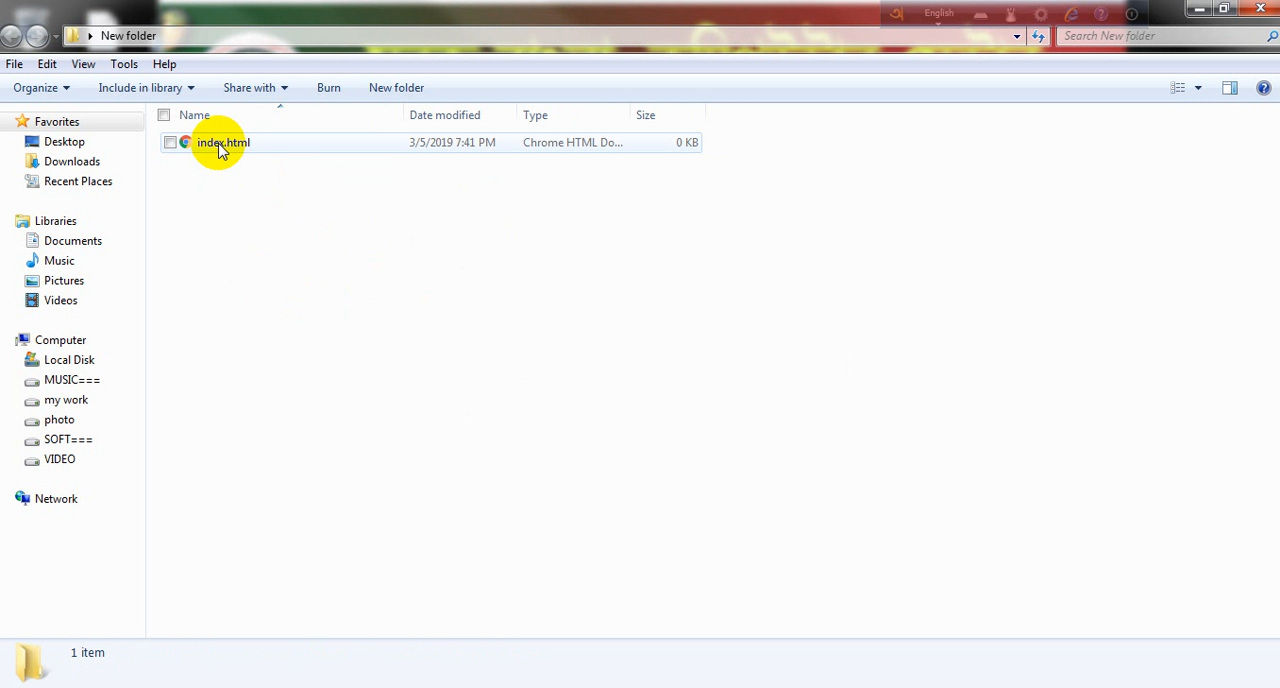 English
New folder
Search New folder
File Edit View Tools Help
Organize Include in library Share with Burn New folder
Name Date modified Type Size
index.html 3/5/2019 7:41 PM Chrome HTML Do... 0 KB
Favorites
Desktop
Downloads
Recent Places
Libraries
Documents
Music
Pictures
Videos
Computer
Local Disk
MUSIC===
my work
photo
SOFT===
VIDEO
Network
1 item